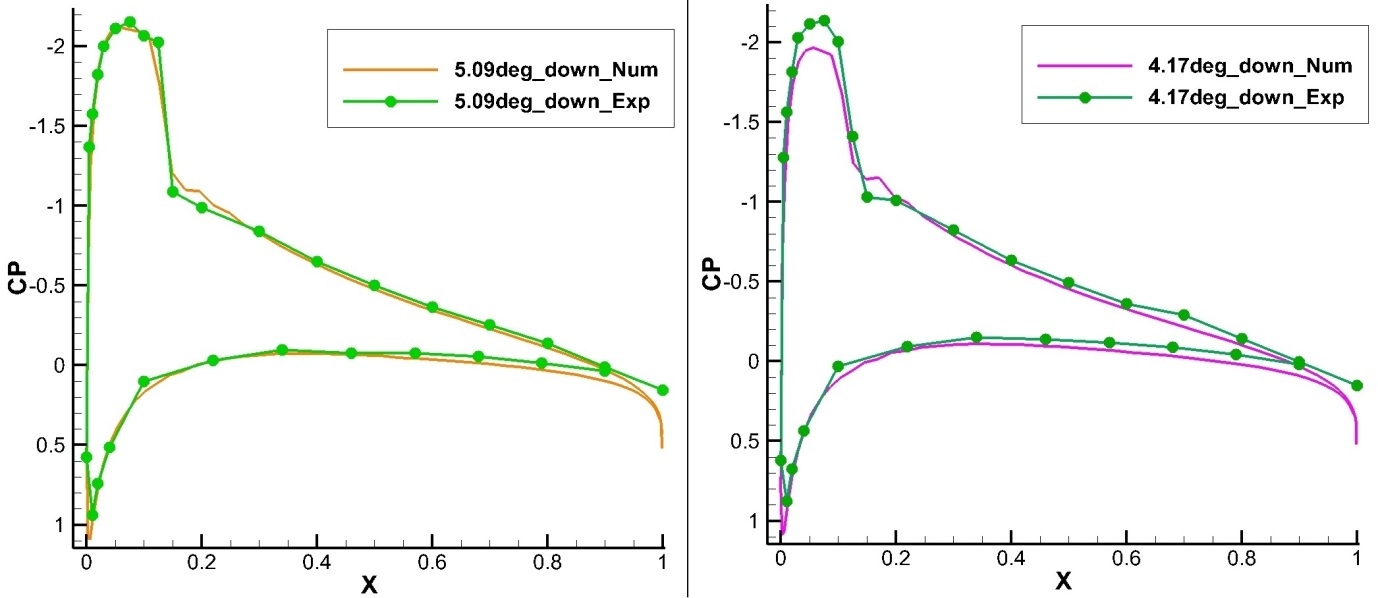 5.09deg_down_Num
5.09deg_down_Exp
CP
-2
-1.5
-1
-0.5
0
0.5
1
0 0.2 0.4 0.6 0.8 1
X
4.17deg_down_Num
4.17deg_down_Exp
CP
-2
-1.5
-1
-0.5
0
0.5
1
0 0.2 0.4 0.6 0.8 1
X